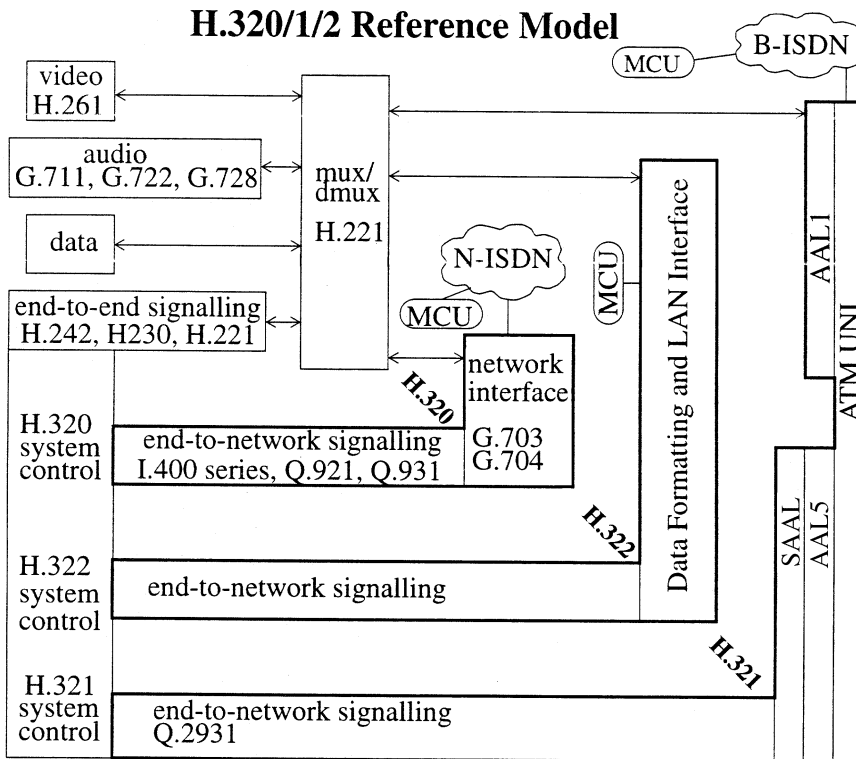 H.320/1/2 Reference Model
B-ISDN
MCU
video
H.261
audio
G.711, G.722, G.728
mux/
dmux
H.221
data
N-ISDN
MCU
MCU
end-to-end signalling
H.242, H230, H.221
network
interface
G.703
G.704
H.320
H.320
system
control
end-to-network signalling
I.400 series, Q.921, Q.931
Data Formatting and LAN Interface
AAL1
ATM UNI
H.322
H.322
system
control
end-to-network signalling
SAAL
AAL5
H.321
H.321
system
control
end-to-network signalling
Q.2931